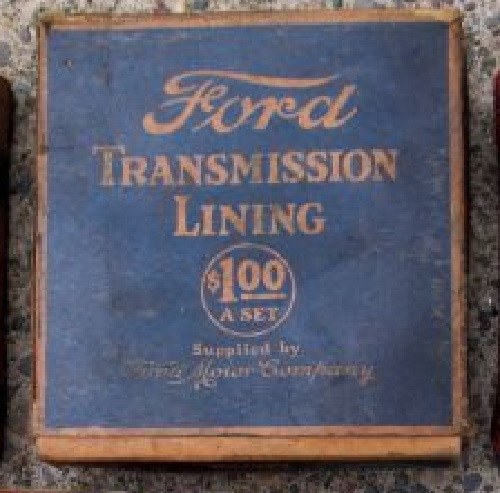 Ford
TRANSMISSION
LINING
$1.00
A SET
Supplied by
Ford Motor Company